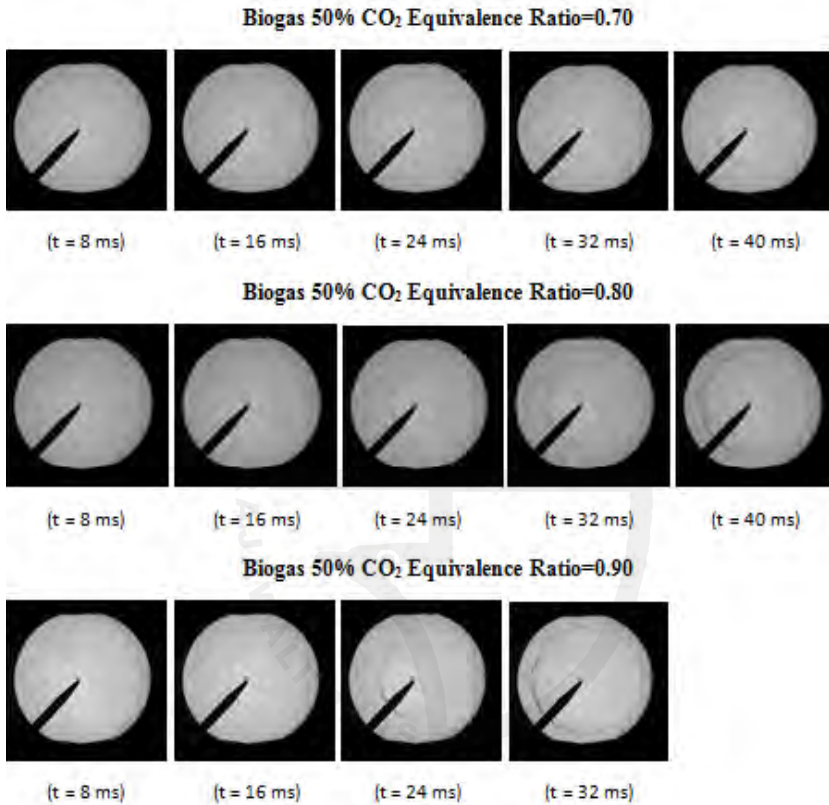 Biogas 50% CO₂ Equivalence Ratio=0.70
(t = 8 ms) (t = 16 ms) (t = 24 ms) (t = 32 ms) (t = 40 ms)
Biogas 50% CO₂ Equivalence Ratio=0.80
(t = 8 ms) (t = 16 ms) (t = 24 ms) (t = 32 ms) (t = 40 ms)
Biogas 50% CO₂ Equivalence Ratio=0.90
(t = 8 ms) (t = 16 ms) (t = 24 ms) (t = 32 ms)